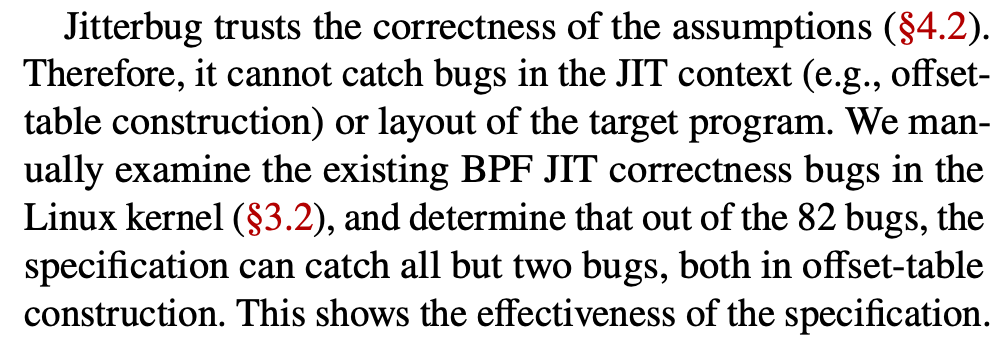 Jitterbug trusts the correctness of the assumptions (§4.2).
Therefore, it cannot catch bugs in the JIT context (e.g., offset-
table construction) or layout of the target program. We man-
ually examine the existing BPF JIT correctness bugs in the
Linux kernel (§3.2), and determine that out of the 82 bugs, the
specification can catch all but two bugs, both in offset-table
construction. This shows the effectiveness of the specification.